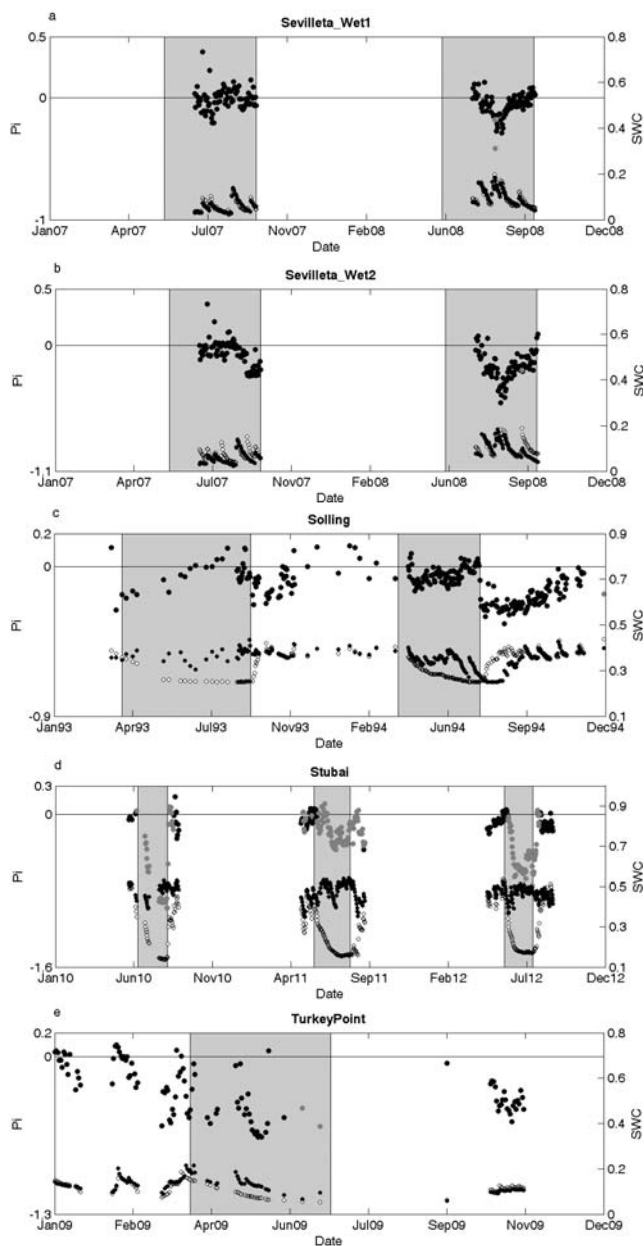 a
Sevilleta_Wet1
0.5
0
-1
Pi
0.8
0.6
0.4
0.2
0
SWC
Jan07 Apr07 Jul07 Nov07 Feb08 Jun08 Sep08 Dec08
Date
b
Sevilleta_Wet2
0.5
0
-1.1
Pi
0.8
0.6
0.4
0.2
0
SWC
Jan07 Apr07 Jul07 Nov07 Feb08 Jun08 Sep08 Dec08
Date
c
Solling
0.2
0
-0.9
Pi
0.9
0.7
0.5
0.3
0.1
SWC
Jan93 Apr93 Jul93 Nov93 Feb94 Jun94 Sep94 Dec94
Date
d
Stubai
0.3
0
-1.6
Pi
0.9
0.7
0.5
0.3
0.1
SWC
Jan10 Jun10 Nov10 Apr11 Sep11 Feb12 Jul12 Dec12
Date
e
TurkeyPoint
0.2
0
-1.3
Pi
0.8
0.6
0.4
0.2
0
SWC
Jan09 Feb09 Apr09 Jun09 Jul09 Sep09 Nov09 Jan09
Date